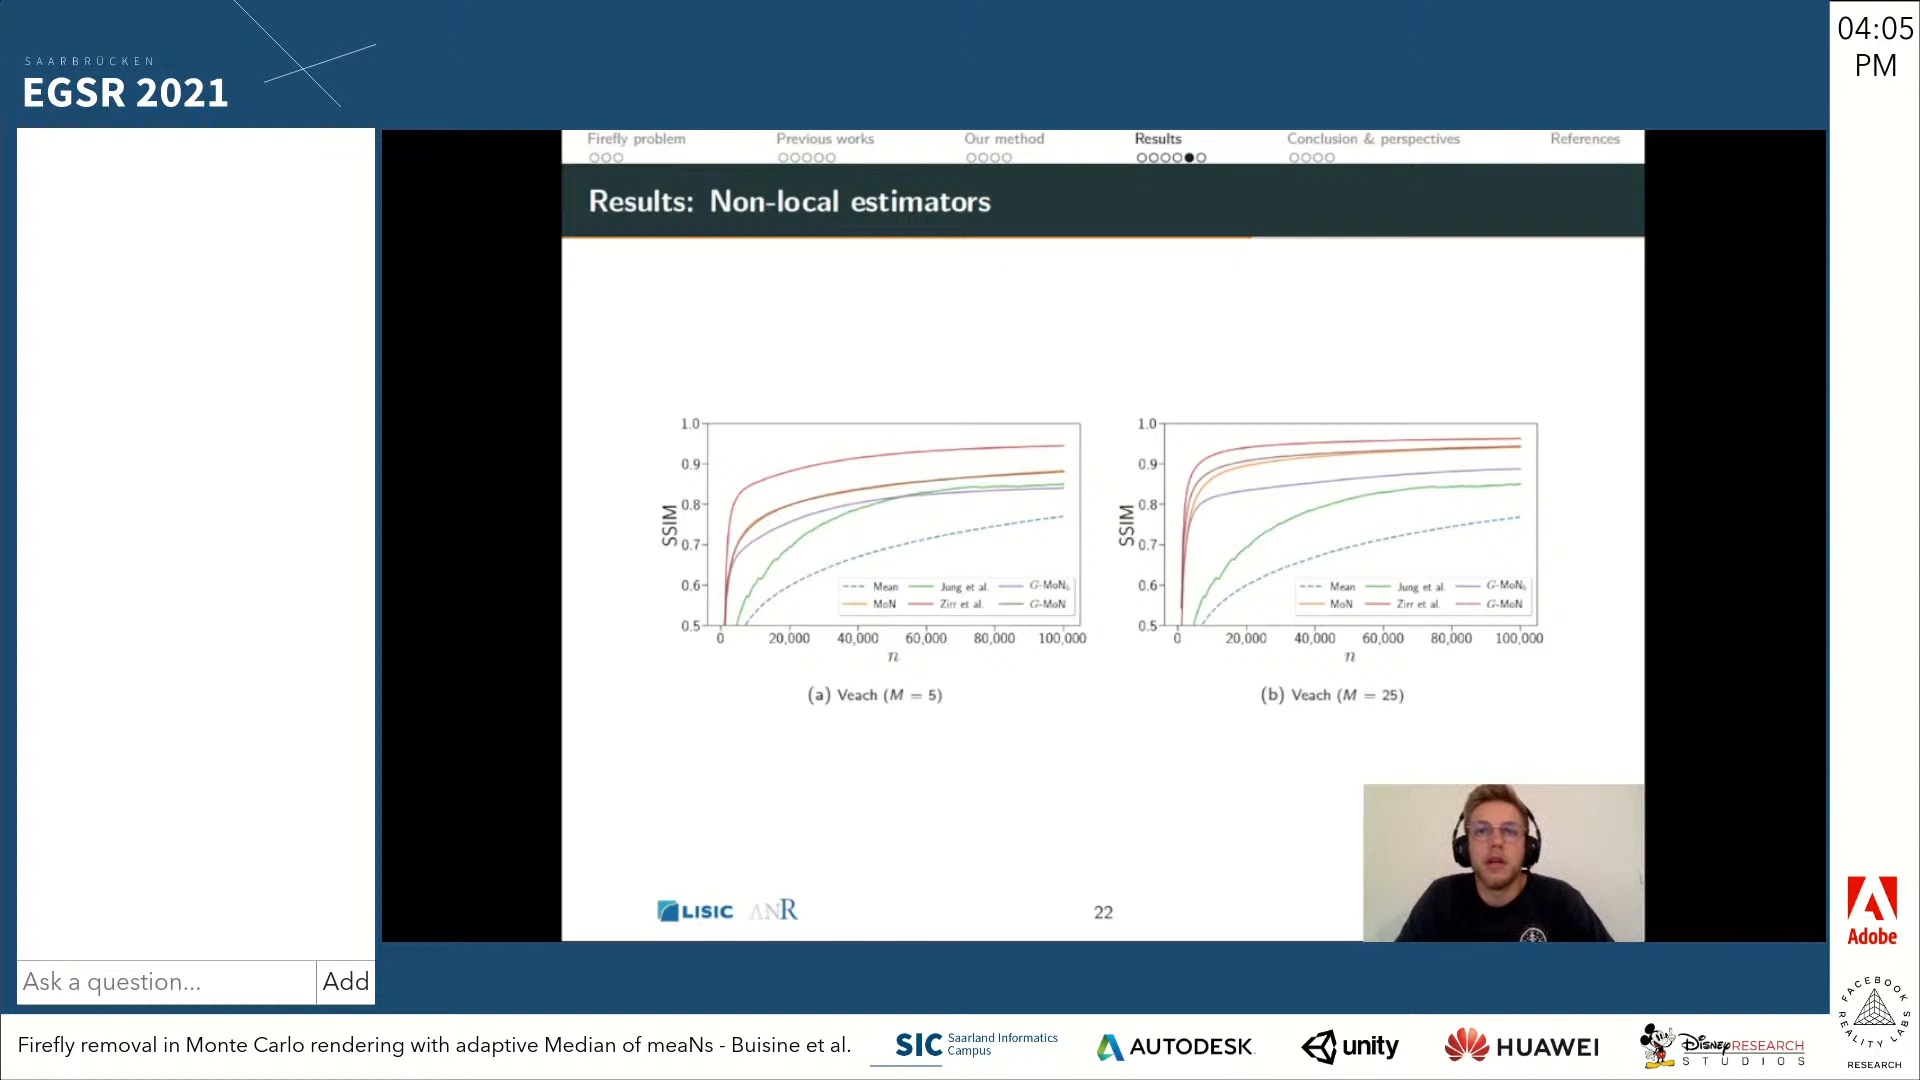 SAARBRÜCKEN
EGSR 2021
04:05
PM
Firefly problem
Previous works
Our method
Results
Conclusion & perspectives
References
Results: Non-local estimators
1.0
0.9
0.8
0.7
0.6
0.5
SSIM
Mean
Jung et al.
G-MoNb
MoN
Zirr et al.
G-MoN
0
20,000
40,000
60,000
80,000
100,000
n
(a) Veach (M = 5)
1.0
0.9
0.8
0.7
0.6
0.5
SSIM
Mean
Jung et al.
G-MoNb
MoN
Zirr et al.
G-MoN
0
20,000
40,000
60,000
80,000
100,000
n
(b) Veach (M = 25)
LISIC
ANR
22
Ask a question...
Add
Firefly removal in Monte Carlo rendering with adaptive Median of meaNs - Buisine et al.
SIC
Saarland Informatics
Campus
AUTODESK
unity
HUAWEI
Disney RESEARCH
STUDIOS
Adobe
FACEBOOK
REALITY LABS
RESEARCH